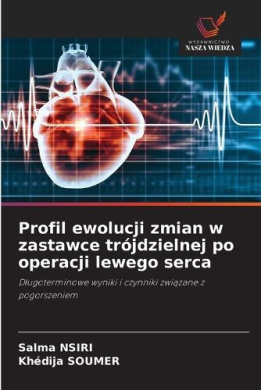 WYDAWNICTWO
NASZA WIEDZA
Profil ewolucji zmian w
zastawce trójdzielnej po
operacji lewego serca
Długoterminowe wyniki i czynniki związane z
pogorszeniem
Salma NSIRI
Khédija SOUMER